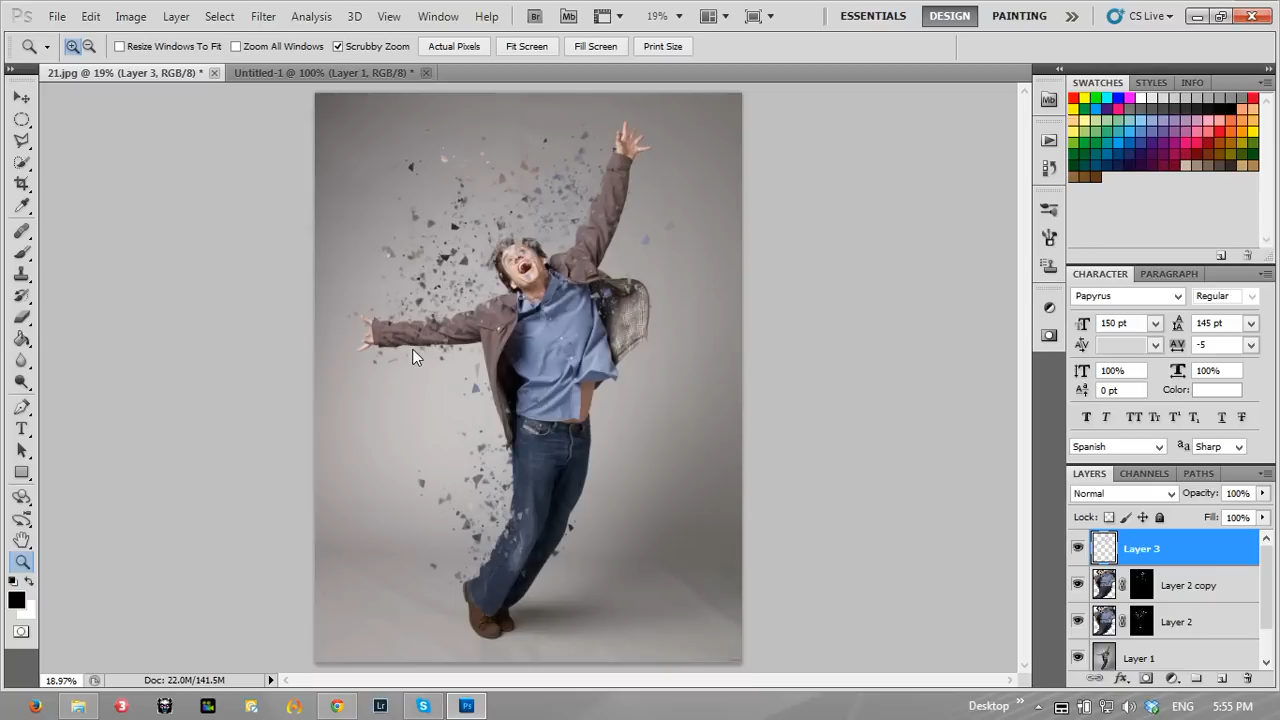 Ps File Edit Image Layer Select Filter Analysis 3D View Window Help Br Mb 19% ESSENTIALS DESIGN PAINTING CS Live
Resize Windows To Fit Zoom All Windows Scrubby Zoom Actual Pixels Fit Screen Fill Screen Print Size
21.jpg @ 19% (Layer 3, RGB/8) * Untitled-1 @ 100% (Layer 1, RGB/8) *
SWATCHES STYLES INFO
Mb
CHARACTER PARAGRAPH
Papyrus Regular
150 pt 145 pt
-5
100% 100%
0 pt Color:
T T TT Tr T¹ T₁ T T
Spanish aa Sharp
LAYERS CHANNELS PATHS
Normal Opacity: 100%
Lock: Fill: 100%
Layer 3
Layer 2 copy
Layer 2
Layer 1
18.97% Doc: 22.0M/141.5M
Desktop ENG 5:55 PM